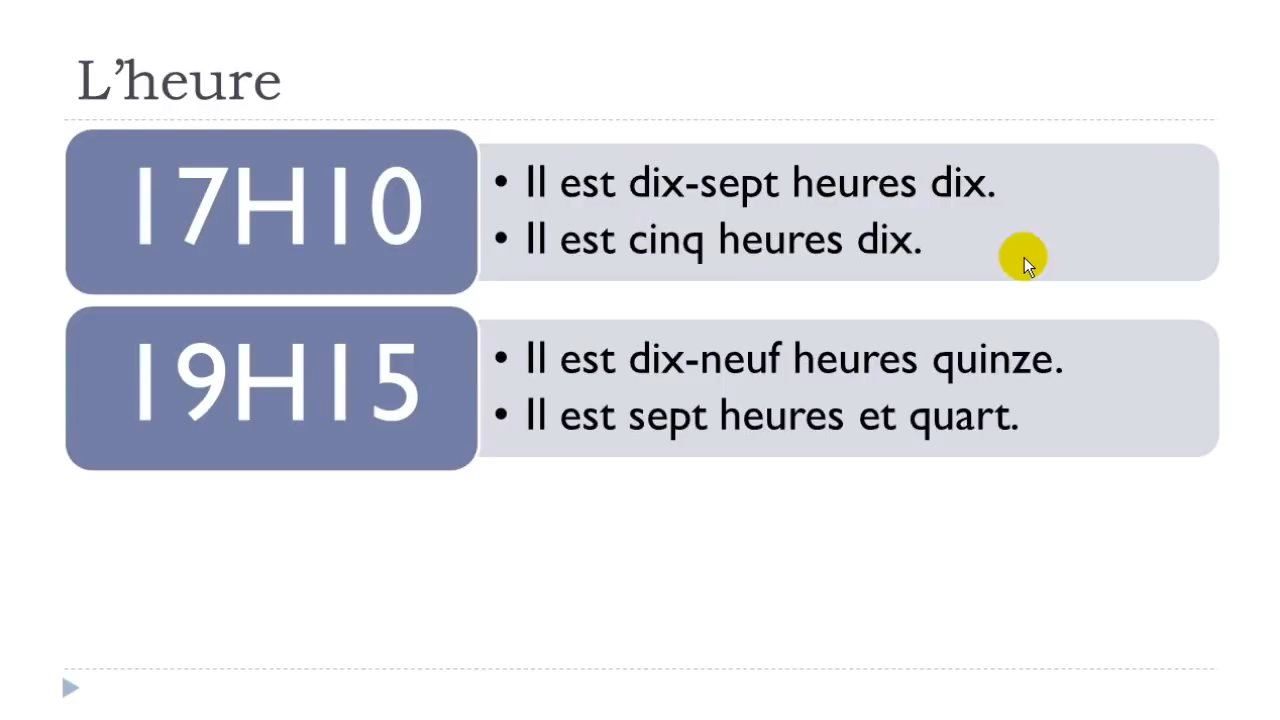 L’heure
17H10
• Il est dix-sept heures dix.
• Il est cinq heures dix.
19H15
• Il est dix-neuf heures quinze.
• Il est sept heures et quart.